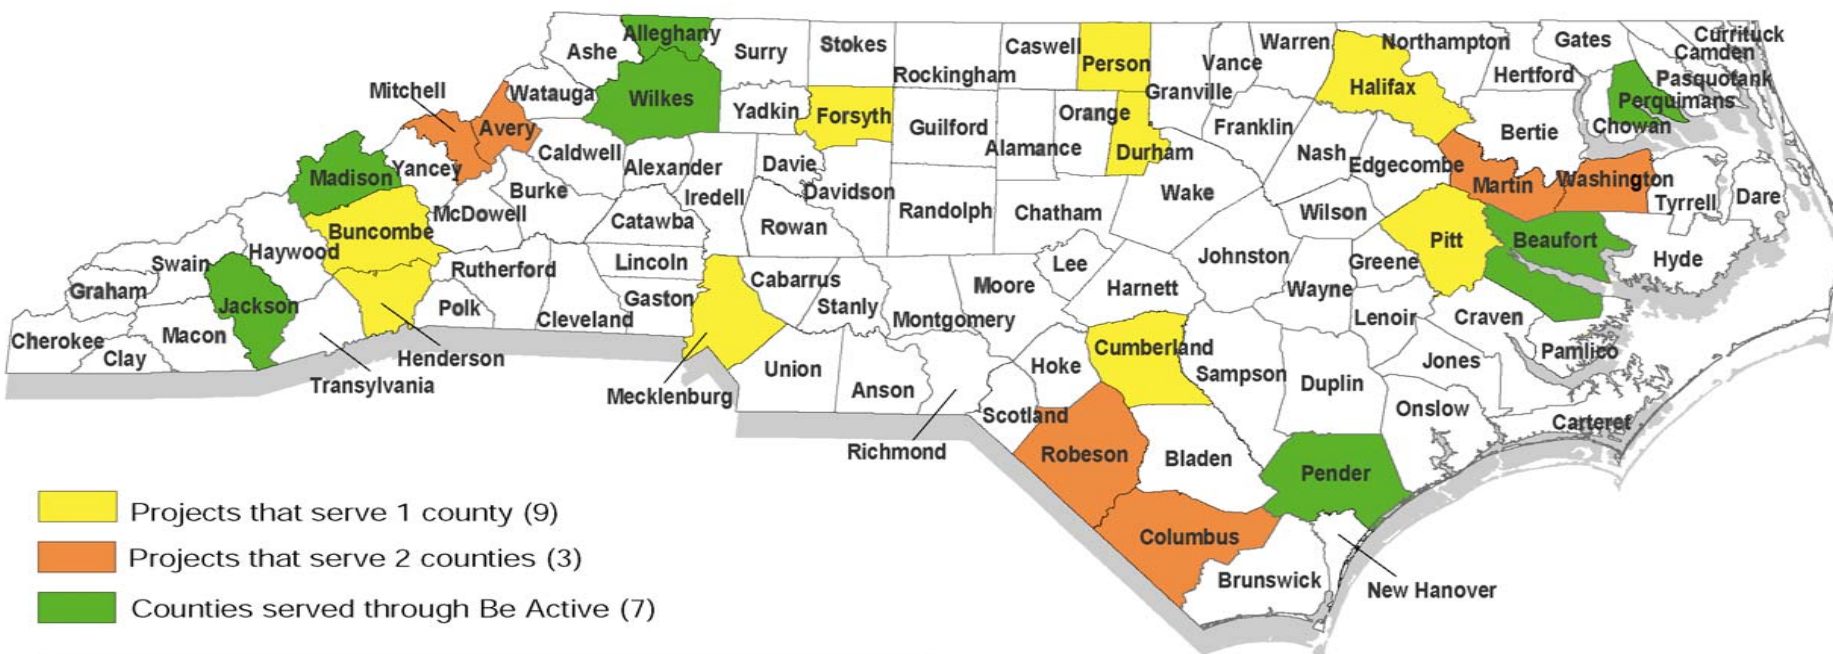 Alleghany
Ashe
Surry
Stokes
Rockingham
Caswell
Person
Granville
Vance
Warren
Northampton
Gates
Hertford
Currituck
Camden
Pasquotank
Perquimans
Chowan
Mitchell
Avery
Watauga
Wilkes
Yadkin
Forsyth
Guilford
Alamance
Orange
Durham
Franklin
Halifax
Bertie
Madison
Yancey
Caldwell
Alexander
Davie
Iredell
Davidson
Burke
McDowell
Catawba
Rowan
Randolph
Chatham
Wake
Nash
Edgecombe
Wilson
Martin
Washington
Tyrrell
Dare
Buncombe
Haywood
Swain
Graham
Jackson
Rutherford
Lincoln
Gaston
Cabarrus
Stanly
Montgomery
Moore
Lee
Harnett
Johnston
Wayne
Greene
Pitt
Beaufort
Hyde
Cherokee
Clay
Macon
Transylvania
Henderson
Polk
Cleveland
Mecklenburg
Union
Anson
Richmond
Scotland
Hoke
Cumberland
Sampson
Duplin
Lenoir
Craven
Jones
Pamlico
Onslow
Carteret
Robeson
Bladen
Pender
Columbus
Brunswick
New Hanover
Projects that serve 1 county (9)
Projects that serve 2 counties (3)
Counties served through Be Active (7)